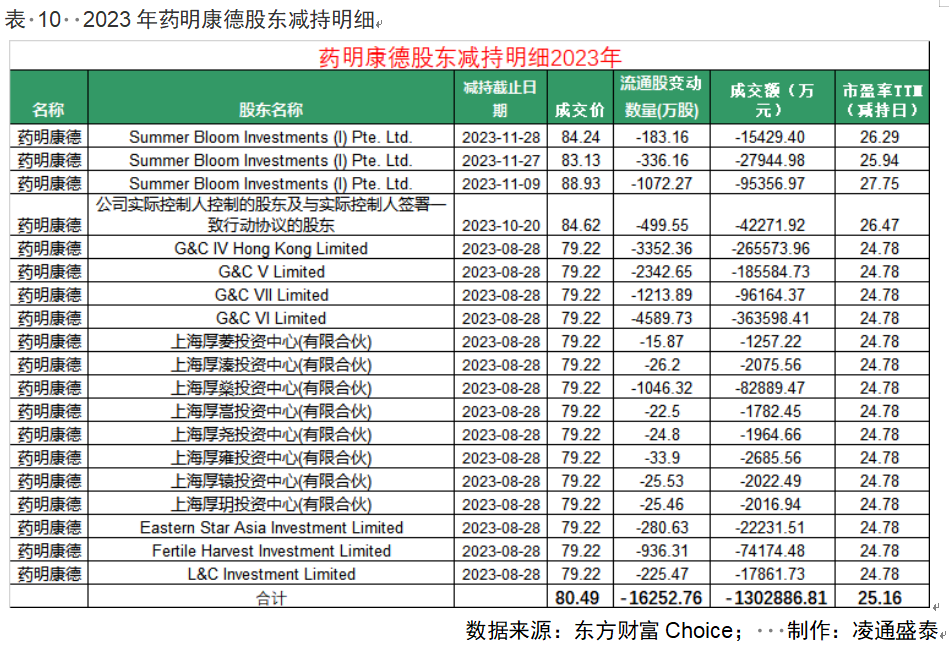 表 10  2023 年药明康德股东减持明细
药明康德股东减持明细2023年
名称 股东名称 减持截止日期 成交价 流通股变动数量(万股) 成交额（万元） 市盈率TTM（减持日）
药明康德 Summer Bloom Investments (I) Pte. Ltd. 2023-11-28 84.24 -183.16 -15429.40 26.29
药明康德 Summer Bloom Investments (I) Pte. Ltd. 2023-11-27 83.13 -336.16 -27944.98 25.94
药明康德 Summer Bloom Investments (I) Pte. Ltd. 2023-11-09 88.93 -1072.27 -95356.97 27.75
药明康德 公司实际控制人控制的股东及与实际控制人签署一致行动协议的股东 2023-10-20 84.62 -499.55 -42271.92 26.47
药明康德 G&C IV Hong Kong Limited 2023-08-28 79.22 -3352.36 -265573.96 24.78
药明康德 G&C V Limited 2023-08-28 79.22 -2342.65 -185584.73 24.78
药明康德 G&C VII Limited 2023-08-28 79.22 -1213.89 -96164.37 24.78
药明康德 G&C VI Limited 2023-08-28 79.22 -4589.73 -363598.41 24.78
药明康德 上海厚菱投资中心(有限合伙) 2023-08-28 79.22 -15.87 -1257.22 24.78
药明康德 上海厚溱投资中心(有限合伙) 2023-08-28 79.22 -26.2 -2075.56 24.78
药明康德 上海厚燊投资中心(有限合伙) 2023-08-28 79.22 -1046.32 -82889.47 24.78
药明康德 上海厚嵩投资中心(有限合伙) 2023-08-28 79.22 -22.5 -1782.45 24.78
药明康德 上海厚尧投资中心(有限合伙) 2023-08-28 79.22 -24.8 -1964.66 24.78
药明康德 上海厚雍投资中心(有限合伙) 2023-08-28 79.22 -33.9 -2685.56 24.78
药明康德 上海厚辕投资中心(有限合伙) 2023-08-28 79.22 -25.53 -2022.49 24.78
药明康德 上海厚玥投资中心(有限合伙) 2023-08-28 79.22 -25.46 -2016.94 24.78
药明康德 Eastern Star Asia Investment Limited 2023-08-28 79.22 -280.63 -22231.51 24.78
药明康德 Fertile Harvest Investment Limited 2023-08-28 79.22 -936.31 -74174.48 24.78
药明康德 L&C Investment Limited 2023-08-28 79.22 -225.47 -17861.73 24.78
合计 80.49 -16252.76 -1302886.81 25.16
数据来源：东方财富 Choice；   制作：凌通盛泰